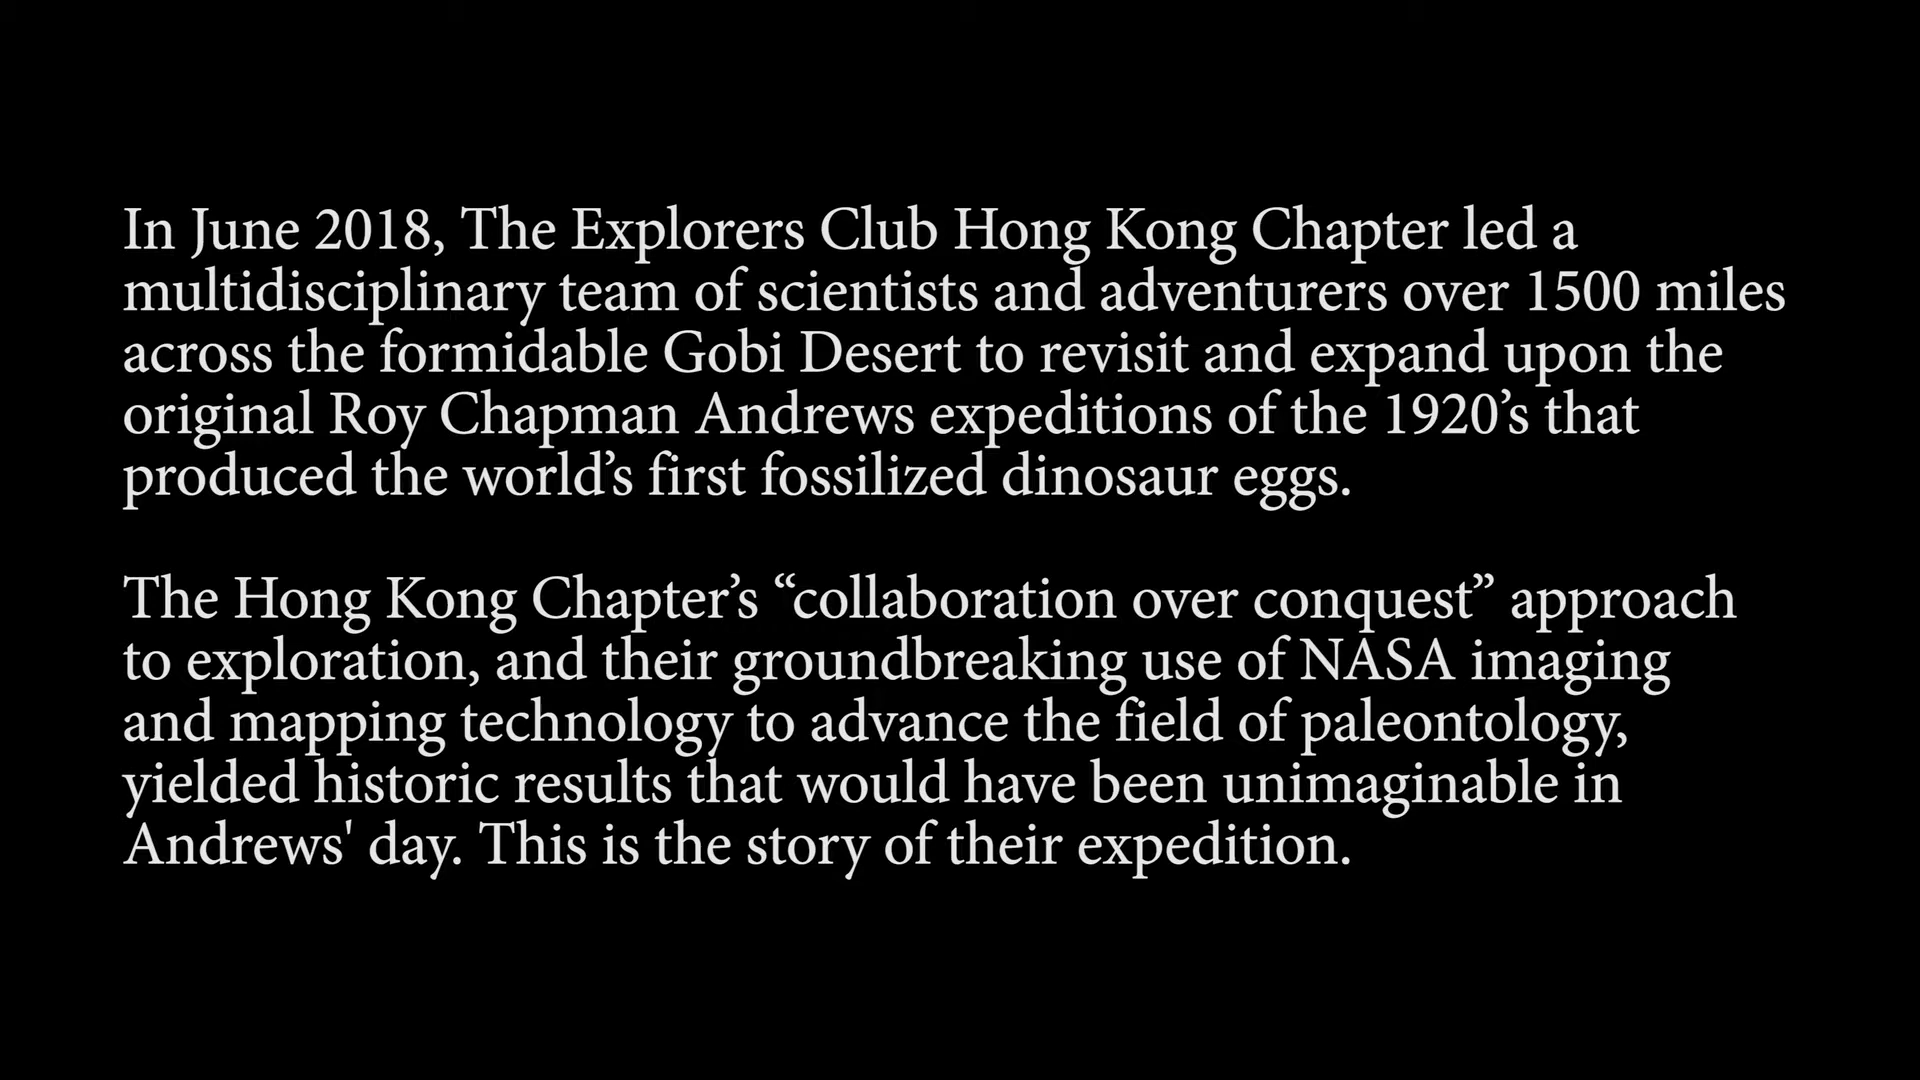 In June 2018, The Explorers Club Hong Kong Chapter led a
multidisciplinary team of scientists and adventurers over 1500 miles
across the formidable Gobi Desert to revisit and expand upon the
original Roy Chapman Andrews expeditions of the 1920’s that
produced the world’s first fossilized dinosaur eggs.
The Hong Kong Chapter’s “collaboration over conquest” approach
to exploration, and their groundbreaking use of NASA imaging
and mapping technology to advance the field of paleontology,
yielded historic results that would have been unimaginable in
Andrews' day. This is the story of their expedition.